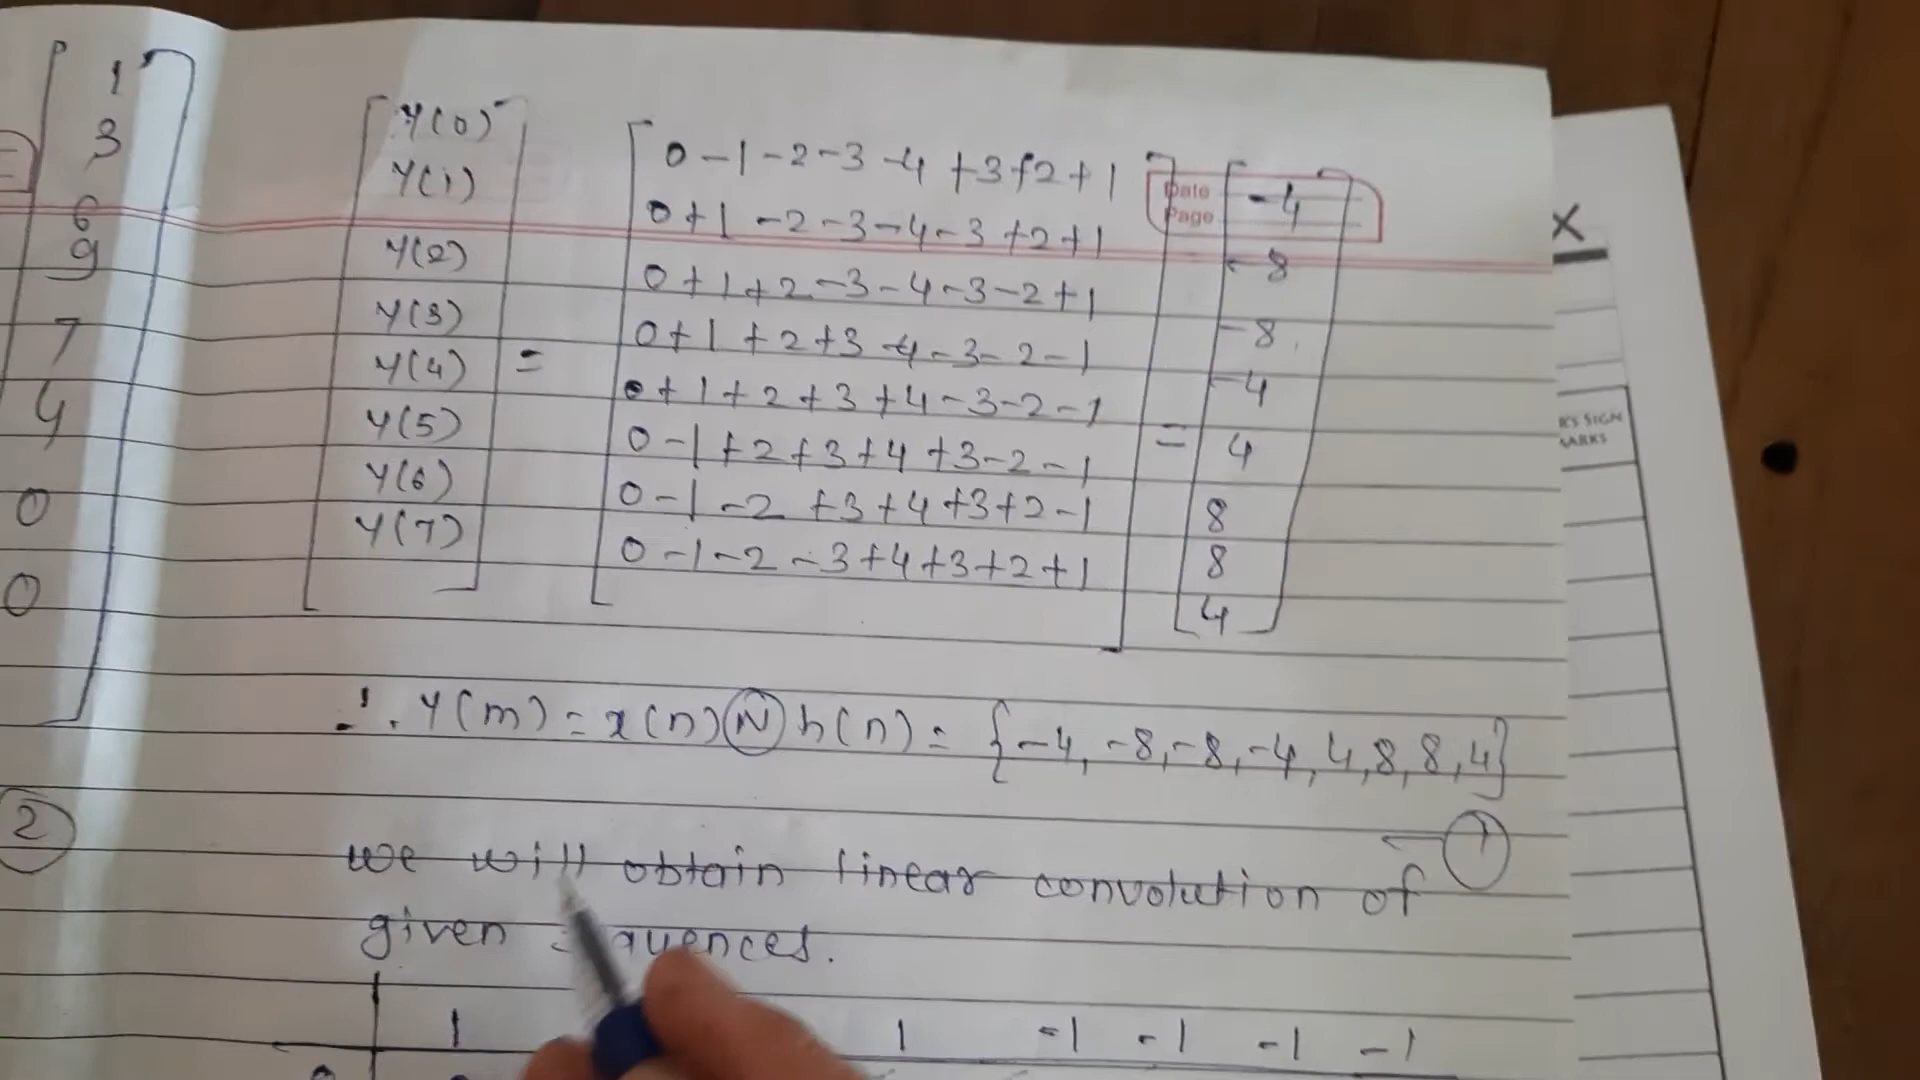 1
3
6
9
7
4
0
0
Y(0)
Y(1)
Y(2)
Y(3)
Y(4)
Y(5)
Y(6)
Y(7)
=
0-1-2-3-4+3+2+1
0+1-2-3-4-3+2+1
0+1+2-3-4-3-2+1
0+1+2+3-4-3-2-1
0+1+2+3+4-3-2-1
0-1+2+3+4+3-2-1
0-1-2+3+4+3+2-1
0-1-2-3+4+3+2+1
Date
Page
=
-4
-8
-8
-4
4
8
8
4
X
R'S SIGN
ARKS
∴ Y(m) = x(n) Ⓝ h(n) = {-4, -8, -8, -4, 4, 8, 8, 4}
1
2
we will obtain linear convolution of
given quences.
1 1 -1 -1 -1 -1